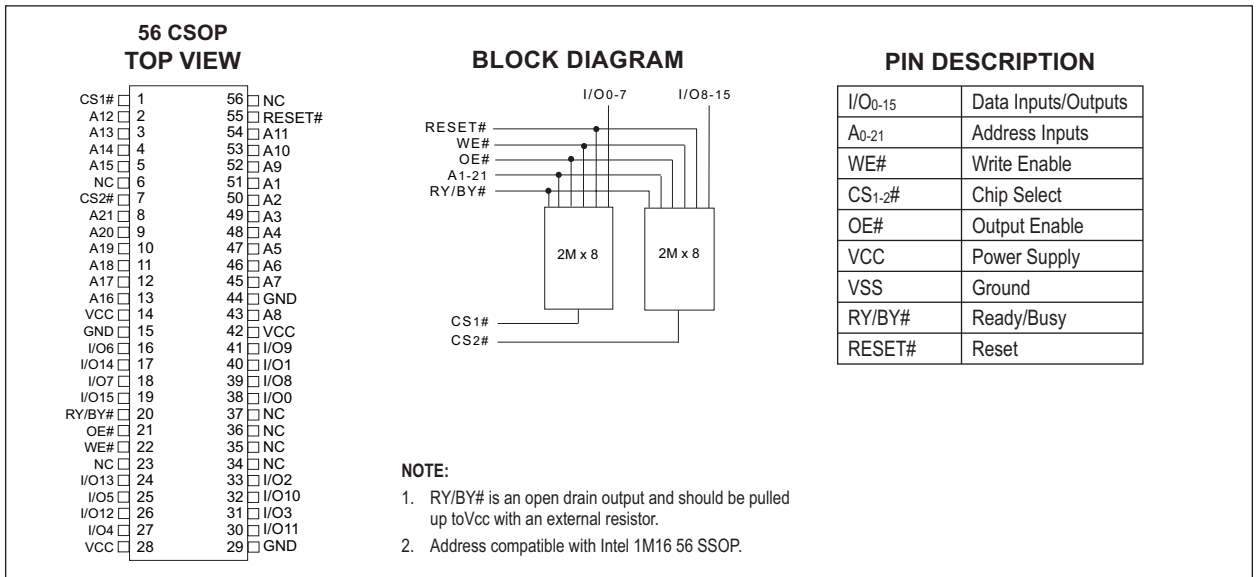 56 CSOP
TOP VIEW
CS1# 1 56 NC
A12 2 55 RESET#
A13 3 54 A11
A14 4 53 A10
A15 5 52 A9
NC 6 51 A1
CS2# 7 50 A2
A21 8 49 A3
A20 9 48 A4
A19 10 47 A5
A18 11 46 A6
A17 12 45 A7
A16 13 44 GND
VCC 14 43 A8
GND 15 42 VCC
I/O6 16 41 I/O9
I/O14 17 40 I/O1
I/O7 18 39 I/O8
I/O15 19 38 I/O0
RY/BY# 20 37 NC
OE# 21 36 NC
WE# 22 35 NC
NC 23 34 NC
I/O13 24 33 I/O2
I/O5 25 32 I/O10
I/O12 26 31 I/O3
I/O4 27 30 I/O11
VCC 28 29 GND
BLOCK DIAGRAM
I/O0-7 I/O8-15
RESET#
WE#
OE#
A1-21
RY/BY#
2M x 8 2M x 8
CS1#
CS2#
NOTE:
1. RY/BY# is an open drain output and should be pulled
up toVcc with an external resistor.
2. Address compatible with Intel 1M16 56 SSOP.
PIN DESCRIPTION
I/O0-15 Data Inputs/Outputs
A0-21 Address Inputs
WE# Write Enable
CS1-2# Chip Select
OE# Output Enable
VCC Power Supply
VSS Ground
RY/BY# Ready/Busy
RESET# Reset